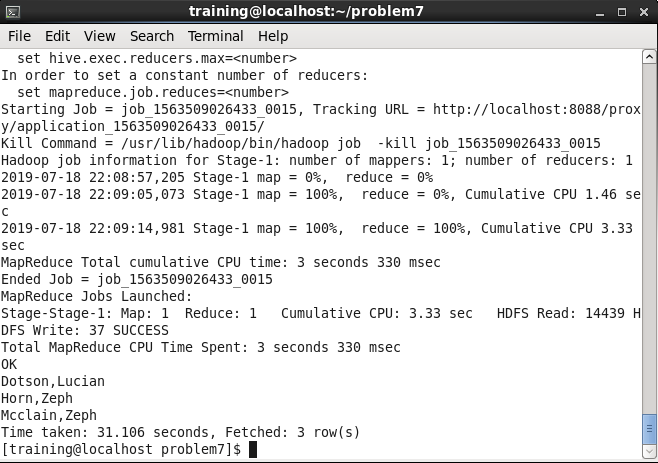 training@localhost:~/problem7
File Edit View Search Terminal Help
  set hive.exec.reducers.max=<number>
In order to set a constant number of reducers:
  set mapreduce.job.reduces=<number>
Starting Job = job_1563509026433_0015, Tracking URL = http://localhost:8088/prox
y/application_1563509026433_0015/
Kill Command = /usr/lib/hadoop/bin/hadoop job  -kill job_1563509026433_0015
Hadoop job information for Stage-1: number of mappers: 1; number of reducers: 1
2019-07-18 22:08:57,205 Stage-1 map = 0%,  reduce = 0%
2019-07-18 22:09:05,073 Stage-1 map = 100%,  reduce = 0%, Cumulative CPU 1.46 se
c
2019-07-18 22:09:14,981 Stage-1 map = 100%,  reduce = 100%, Cumulative CPU 3.33
sec
MapReduce Total cumulative CPU time: 3 seconds 330 msec
Ended Job = job_1563509026433_0015
MapReduce Jobs Launched:
Stage-Stage-1: Map: 1  Reduce: 1   Cumulative CPU: 3.33 sec   HDFS Read: 14439 H
DFS Write: 37 SUCCESS
Total MapReduce CPU Time Spent: 3 seconds 330 msec
OK
Dotson,Lucian
Horn,Zeph
Mcclain,Zeph
Time taken: 31.106 seconds, Fetched: 3 row(s)
[training@localhost problem7]$